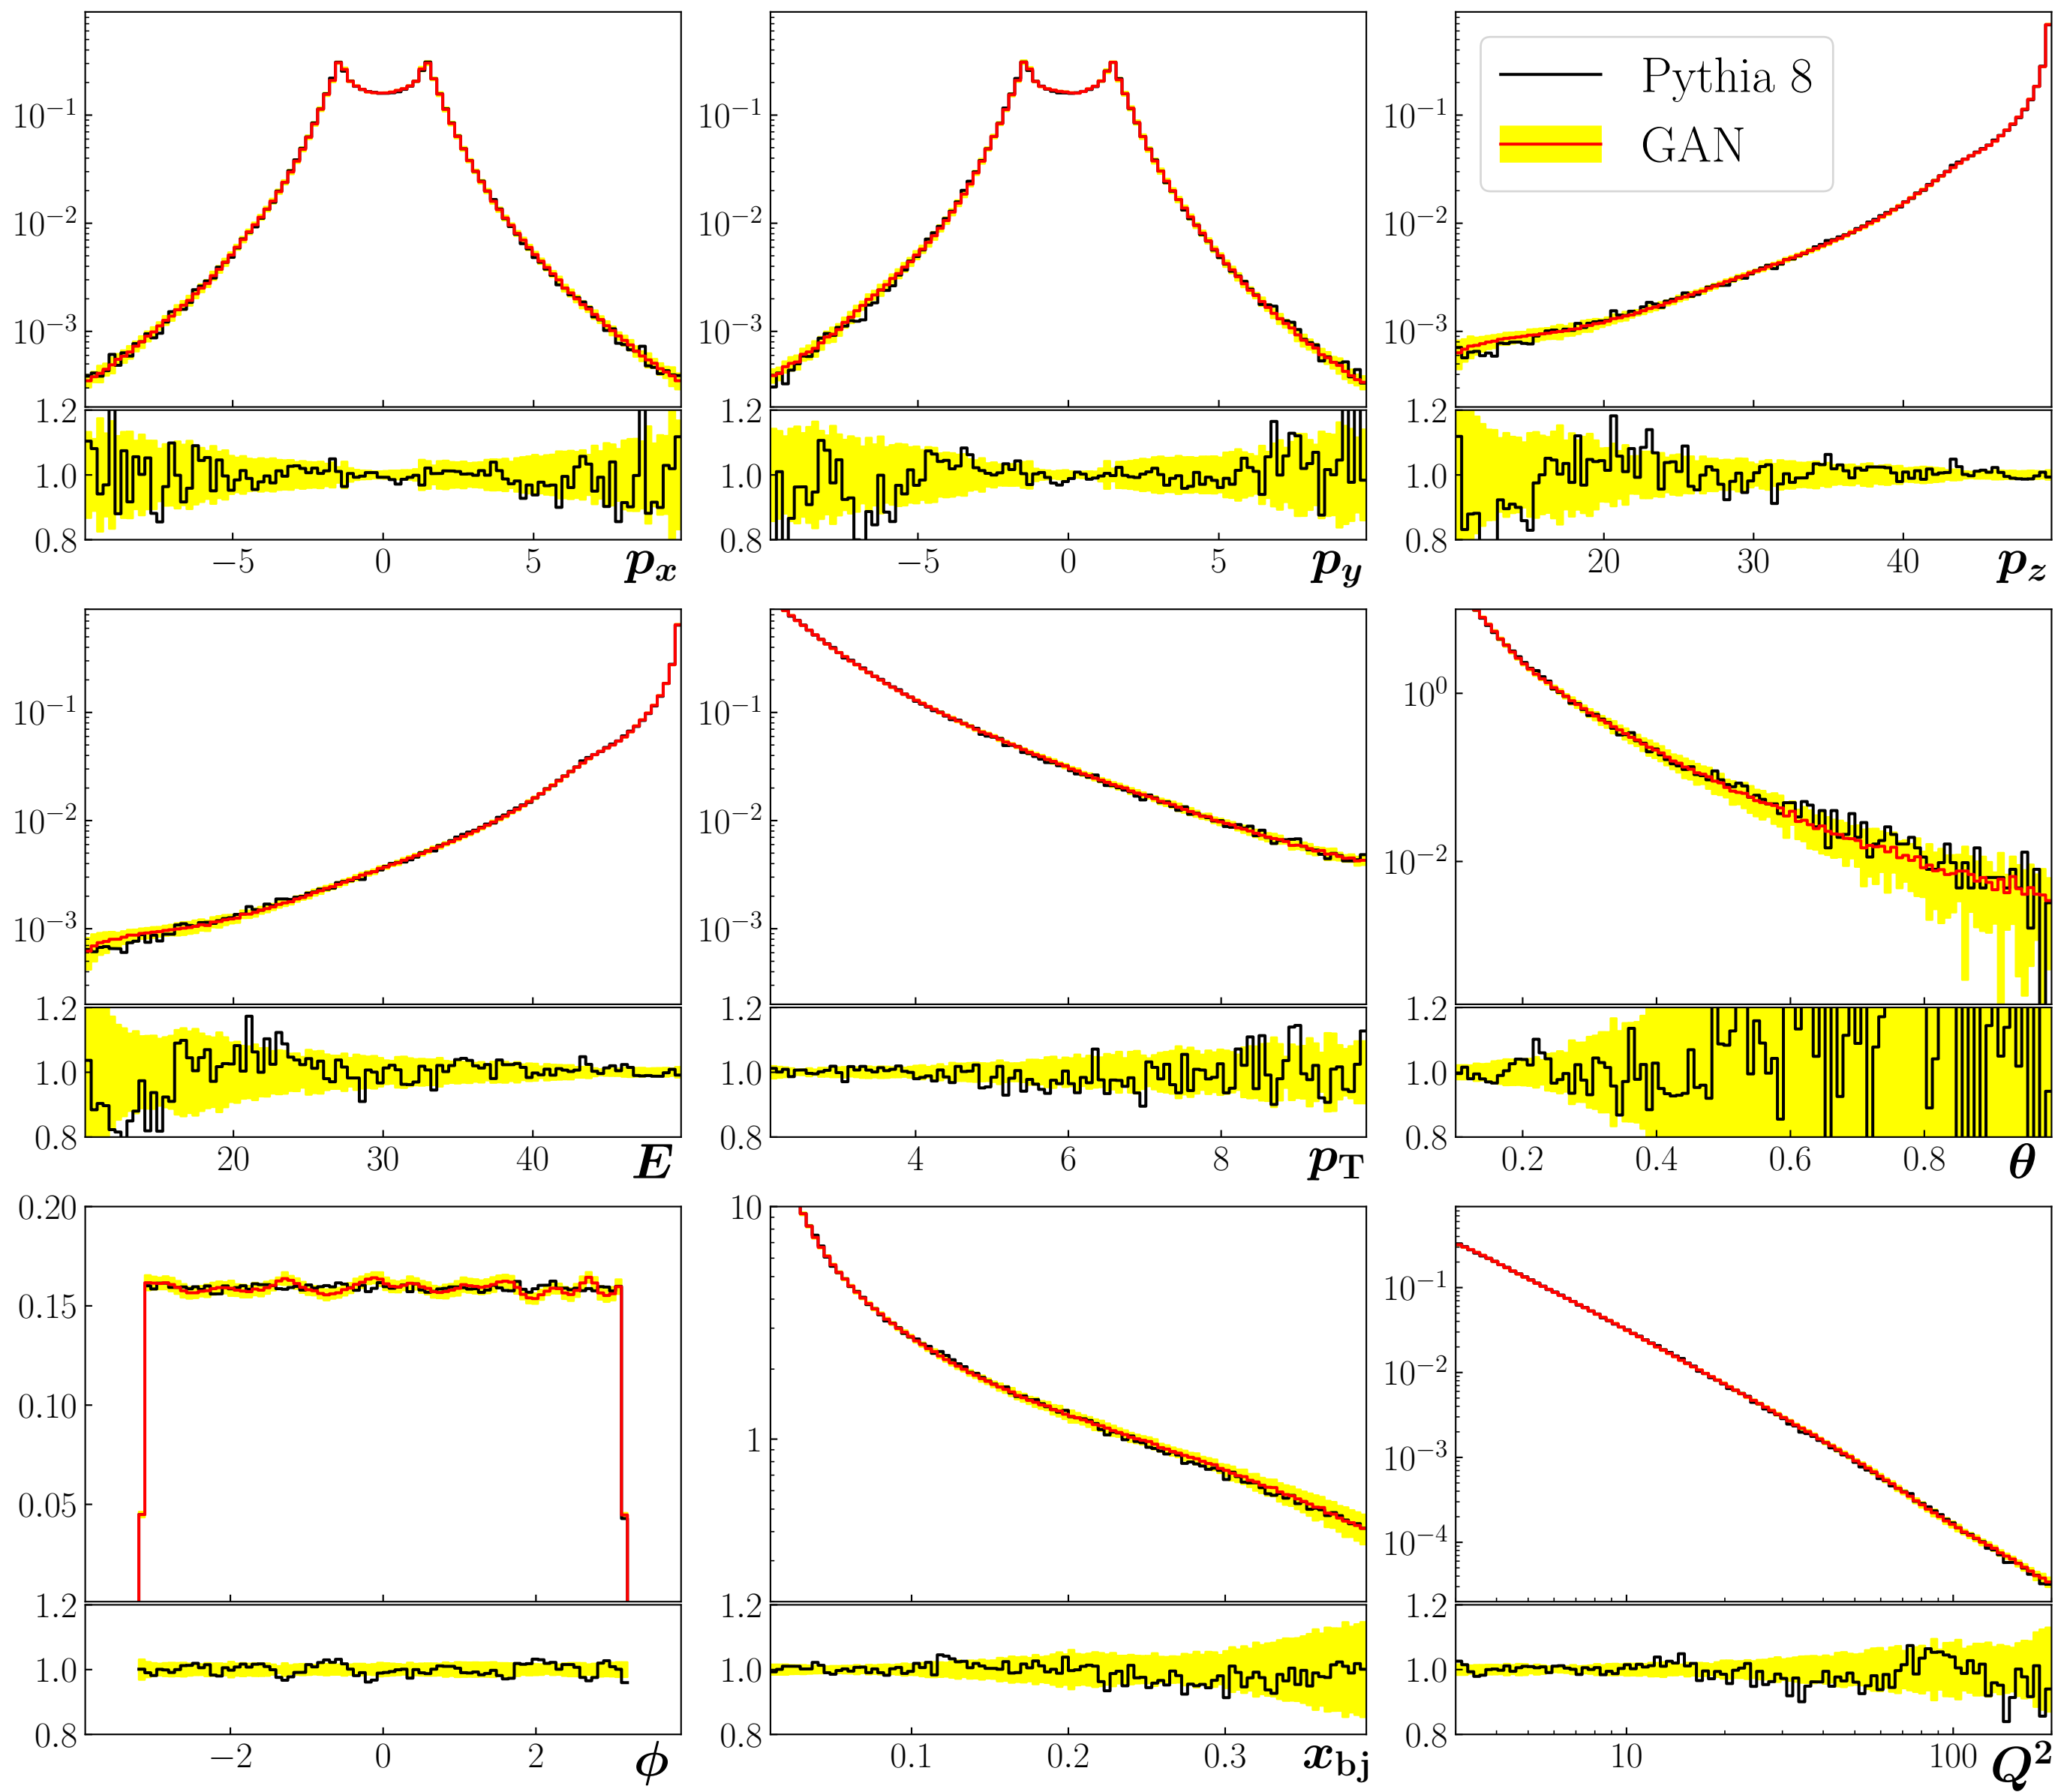 10⁻¹ 10⁻² 10⁻³
1.2 1.0 0.8
−5 0 5 pₓ
10⁻¹ 10⁻² 10⁻³
1.2 1.0 0.8
−5 0 5 p_y
Pythia 8
GAN
10⁻¹ 10⁻² 10⁻³
1.2 1.0 0.8
20 30 40 p_z
10⁻¹ 10⁻² 10⁻³
1.2 1.0 0.8
20 30 40 E
10⁻¹ 10⁻² 10⁻³
1.2 1.0 0.8
4 6 8 p_T
10⁰ 10⁻²
1.2 1.0 0.8
0.2 0.4 0.6 0.8 θ
0.20 0.15 0.10 0.05
1.2 1.0 0.8
−2 0 2 ϕ
10 1
1.2 1.0 0.8
0.1 0.2 0.3 x_bj
10⁻¹ 10⁻² 10⁻³ 10⁻⁴
1.2 1.0 0.8
10 100 Q²